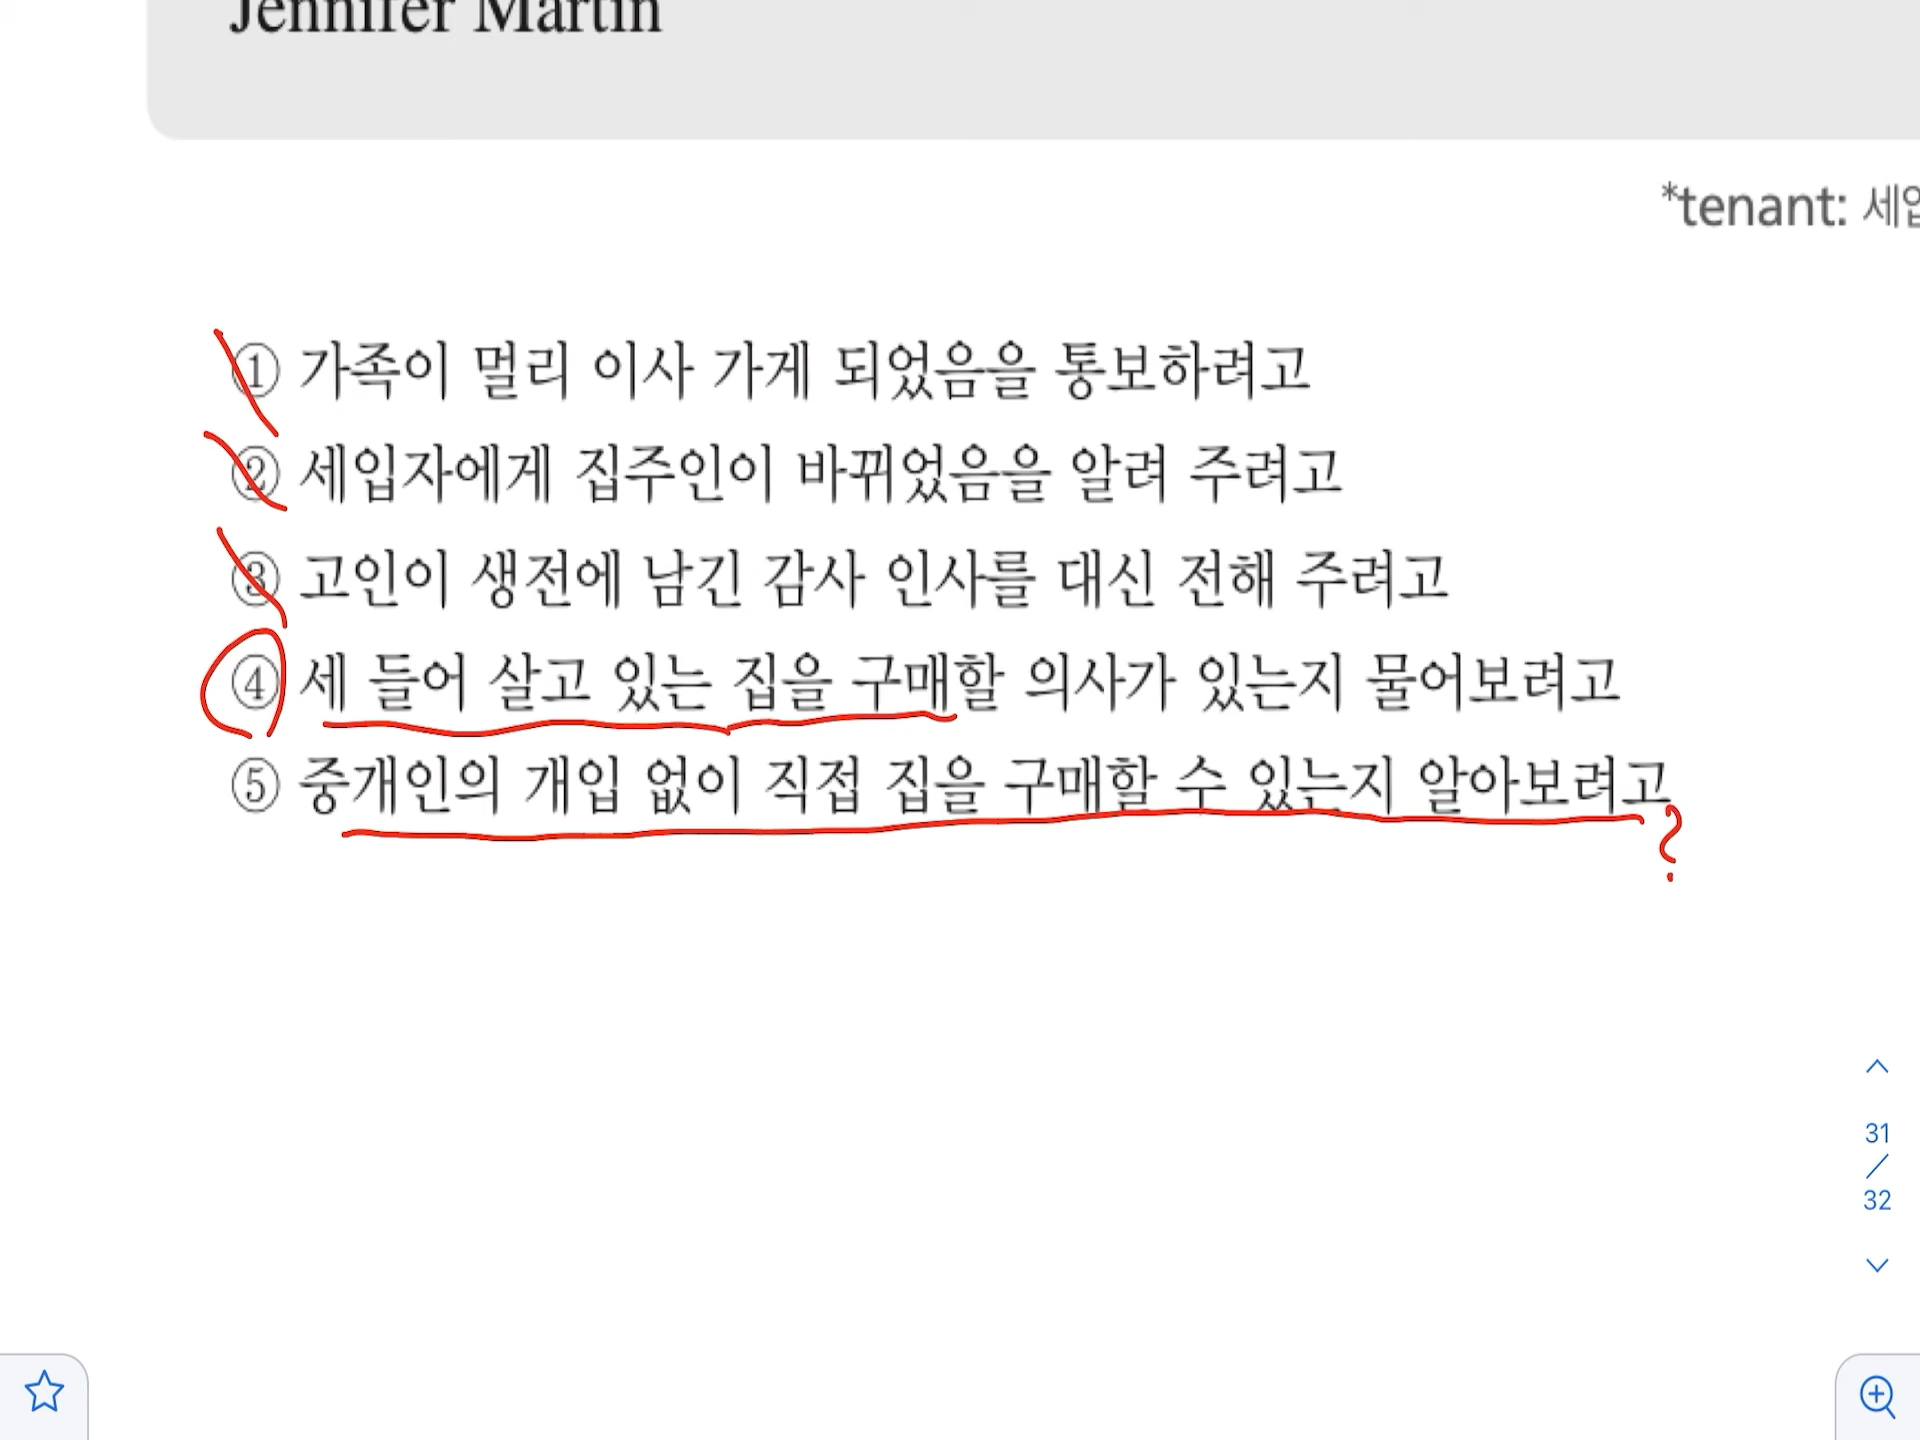 Jennifer Martin
*tenant: 세입
① 가족이 멀리 이사 가게 되었음을 통보하려고
② 세입자에게 집주인이 바뀌었음을 알려 주려고
③ 고인이 생전에 남긴 감사 인사를 대신 전해 주려고
④ 세 들어 살고 있는 집을 구매할 의사가 있는지 물어보려고
⑤ 중개인의 개입 없이 직접 집을 구매할 수 있는지 알아보려고
?
31
/
32